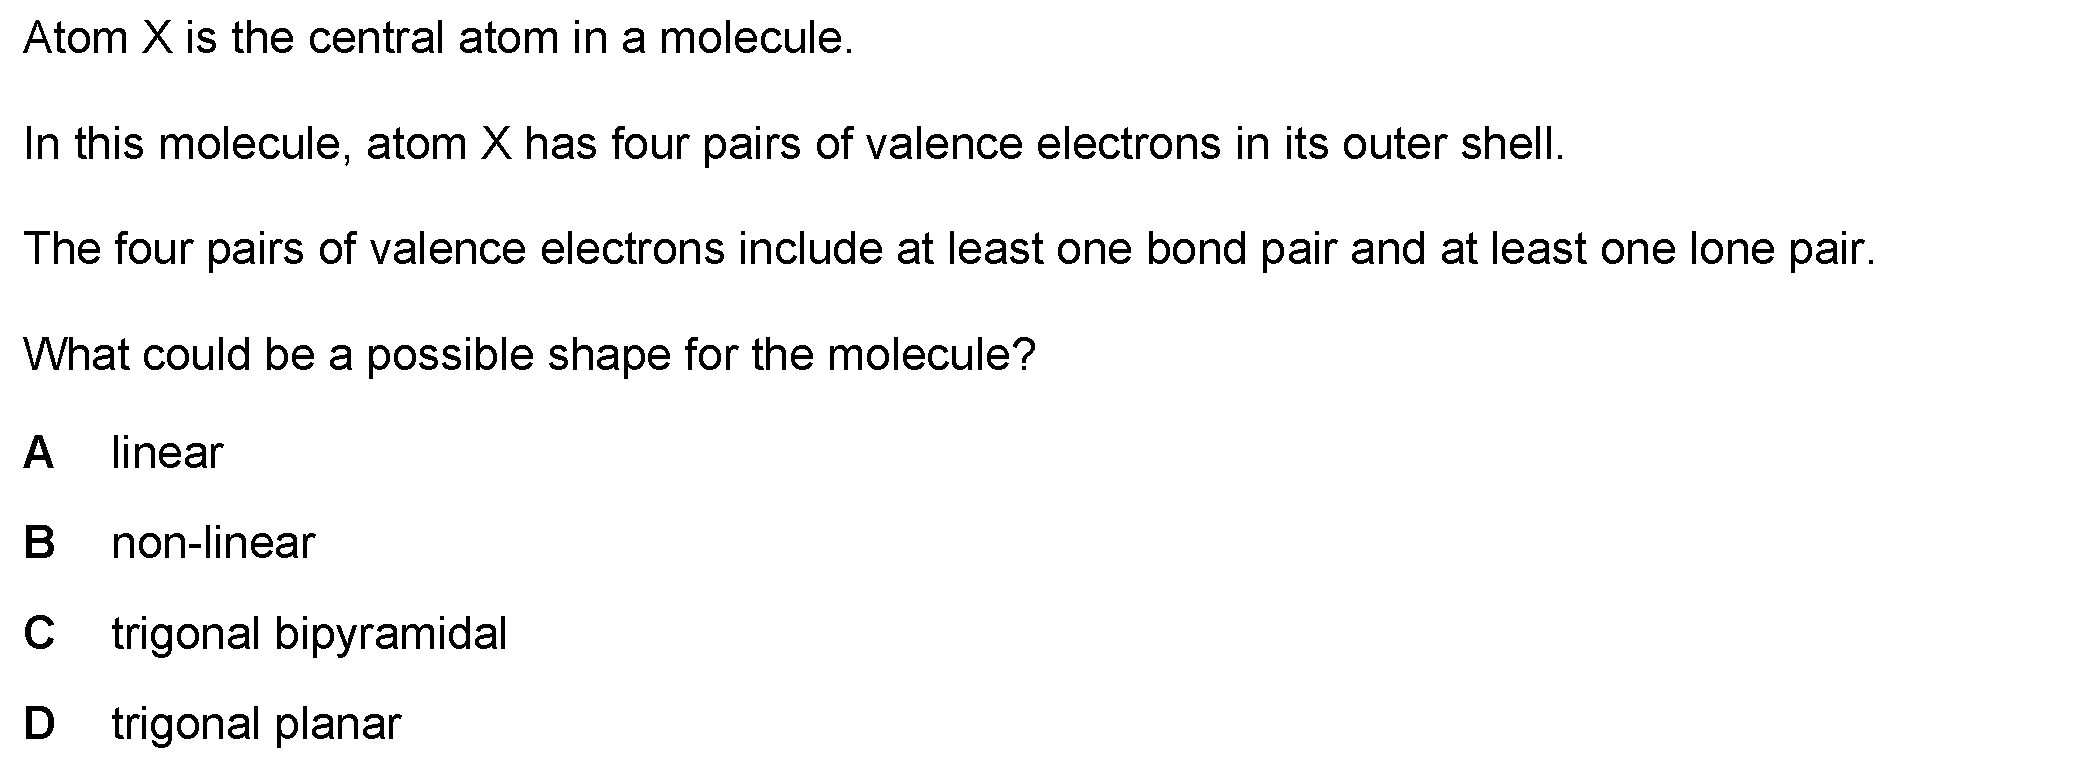 Atom X is the central atom in a molecule.
In this molecule, atom X has four pairs of valence electrons in its outer shell.
The four pairs of valence electrons include at least one bond pair and at least one lone pair.
What could be a possible shape for the molecule?
A linear
B non-linear
C trigonal bipyramidal
D trigonal planar